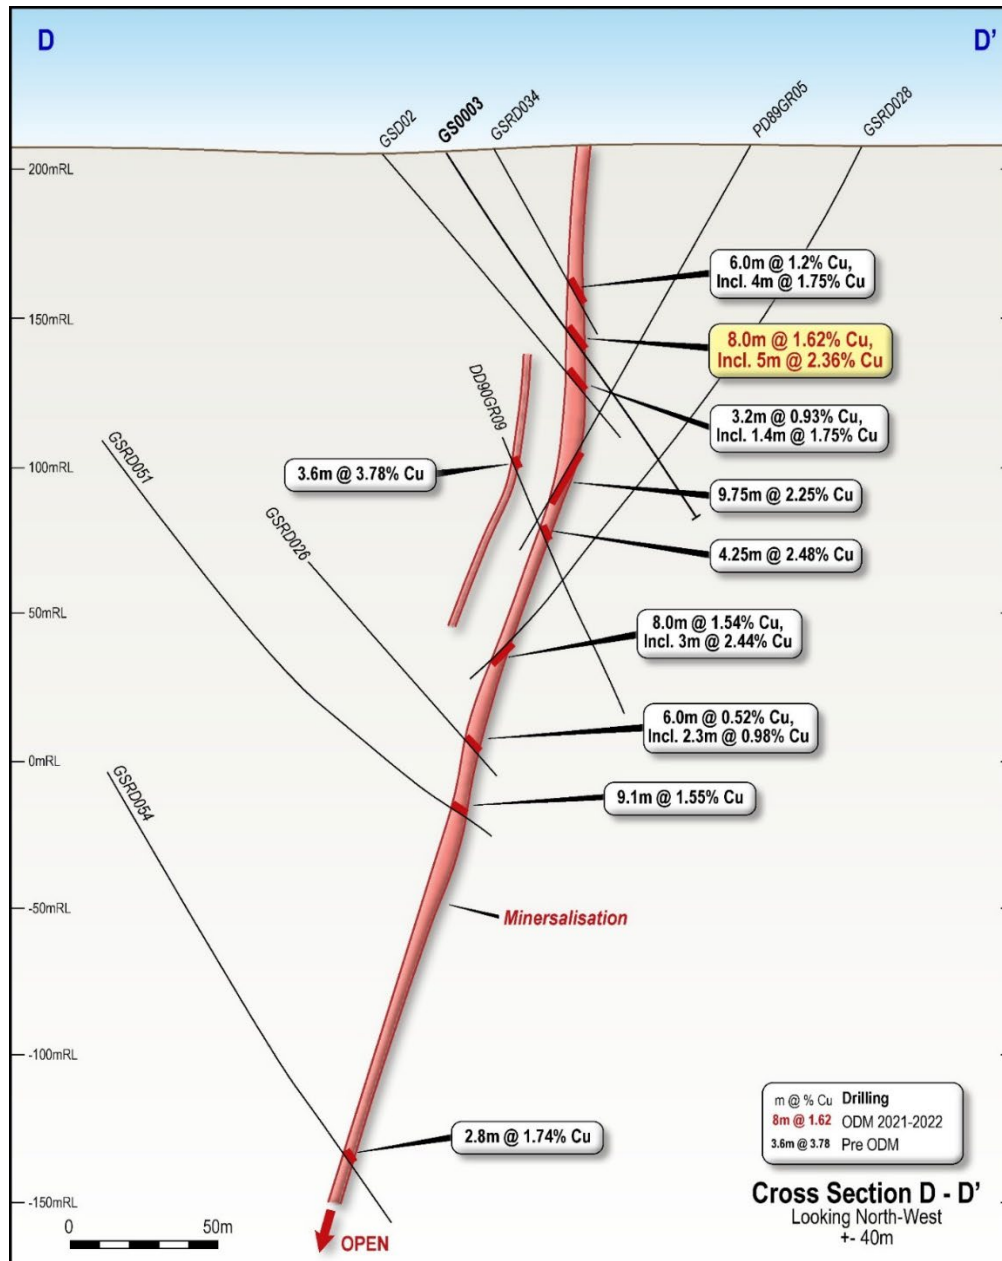 D
D'
GSD02
GS0003
GSRD034
PD89GR05
GSRD028
200mRL
6.0m @ 1.2% Cu,
Incl. 4m @ 1.75% Cu
150mRL
8.0m @ 1.62% Cu,
Incl. 5m @ 2.36% Cu
DD90GR09
3.2m @ 0.93% Cu,
Incl. 1.4m @ 1.75% Cu
GSRD051
100mRL
3.6m @ 3.78% Cu
9.75m @ 2.25% Cu
GSRD026
4.25m @ 2.48% Cu
50mRL
8.0m @ 1.54% Cu,
Incl. 3m @ 2.44% Cu
6.0m @ 0.52% Cu,
Incl. 2.3m @ 0.98% Cu
0mRL
GSRD054
9.1m @ 1.55% Cu
-50mRL
Minersalisation
-100mRL
m @ % Cu Drilling
8m @ 1.62 ODM 2021-2022
3.6m @ 3.78 Pre ODM
2.8m @ 1.74% Cu
-150mRL
Cross Section D - D'
Looking North-West
+- 40m
0 50m
OPEN